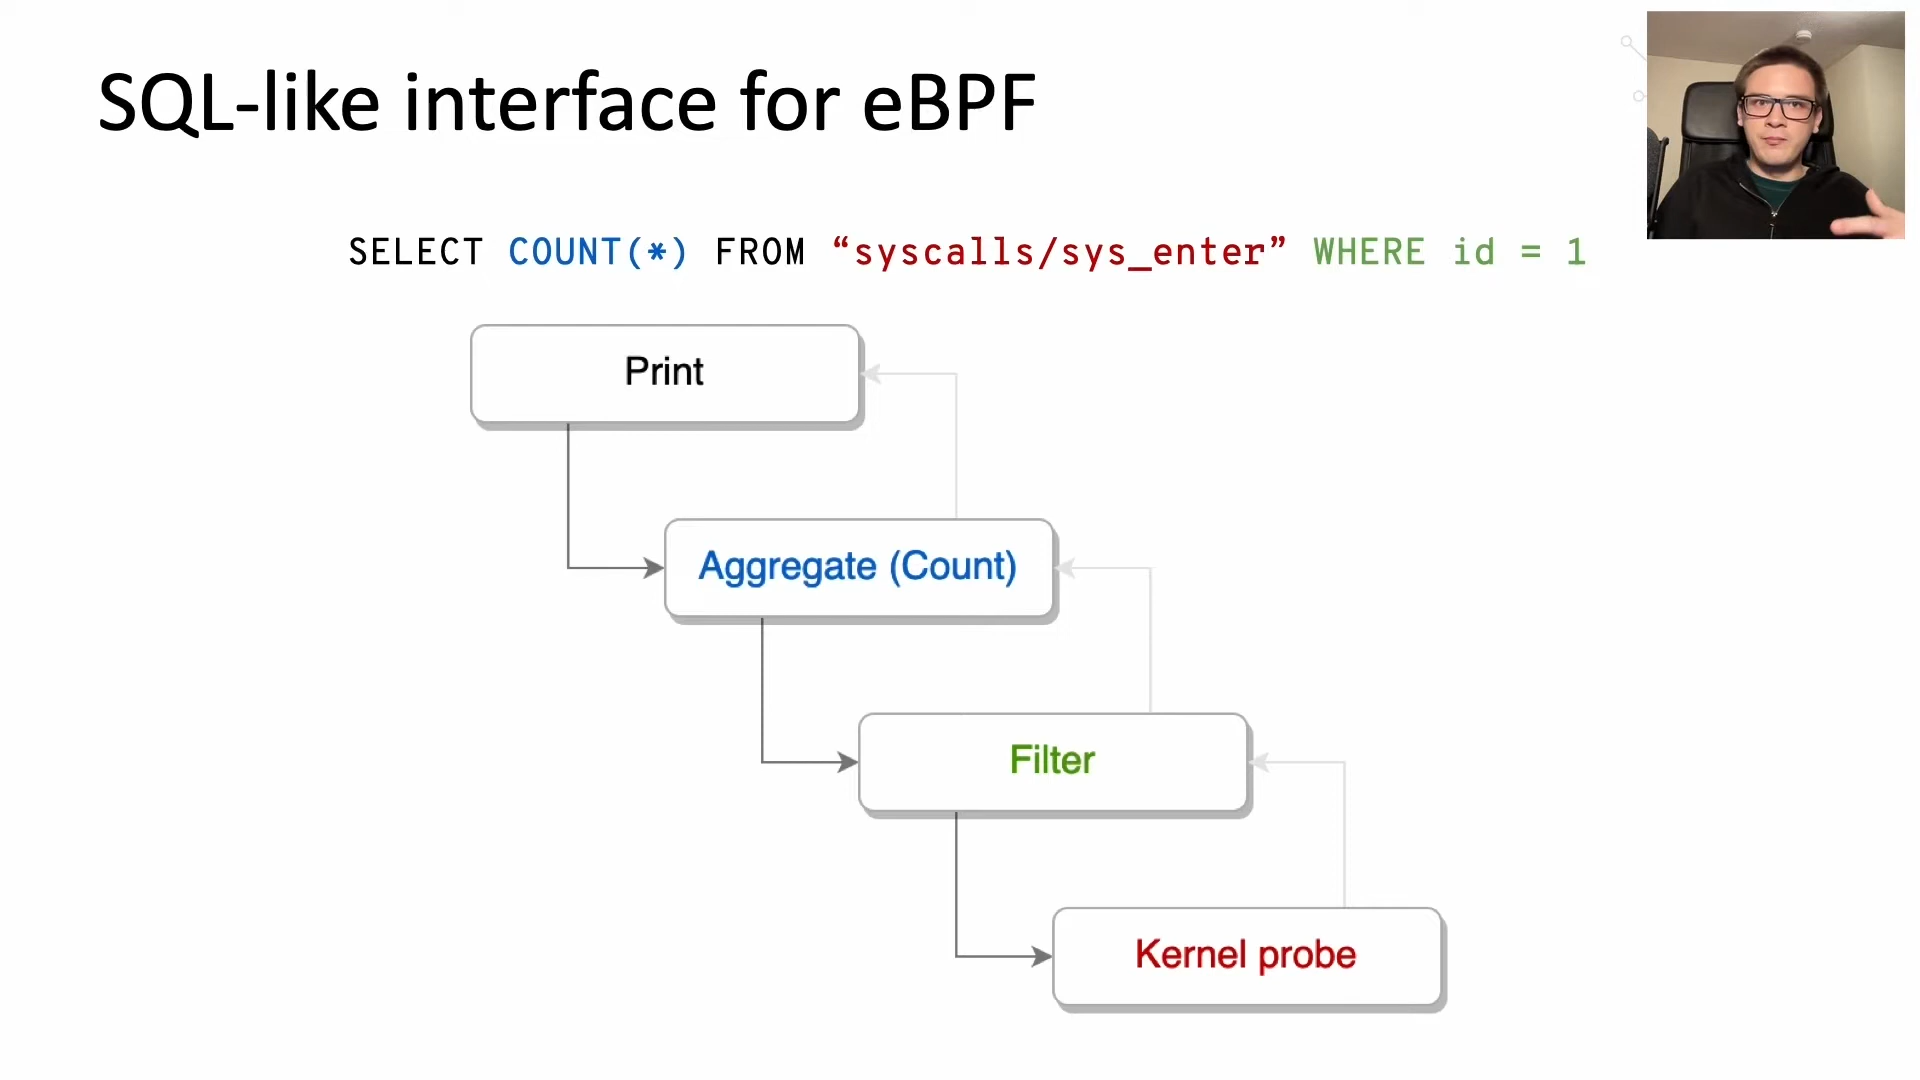 SQL-like interface for eBPF
SELECT COUNT(*) FROM “syscalls/sys_enter” WHERE id = 1
Print
Aggregate (Count)
Filter
Kernel probe